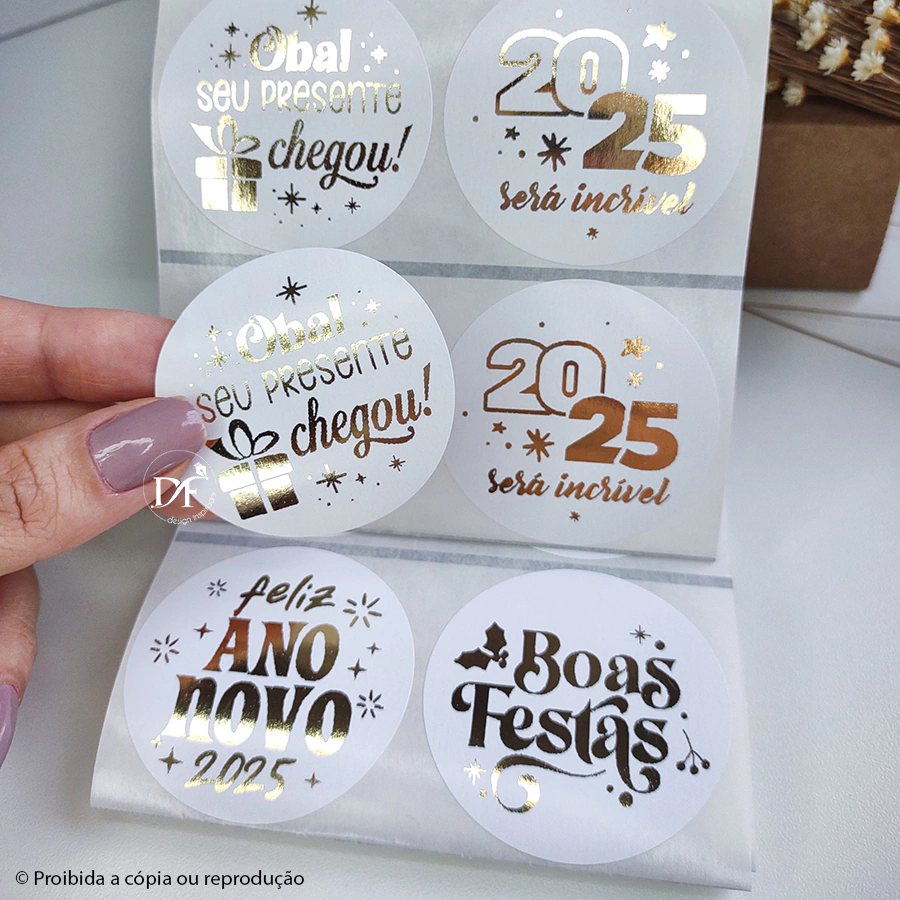 Oba!
seu presente
chegou!
2025
será incrível
Oba!
seu presente
chegou!
2025
será incrível
DF
feliz
ANO
NOVO
2025
Boas
Festas
© Proibida a cópia ou reprodução